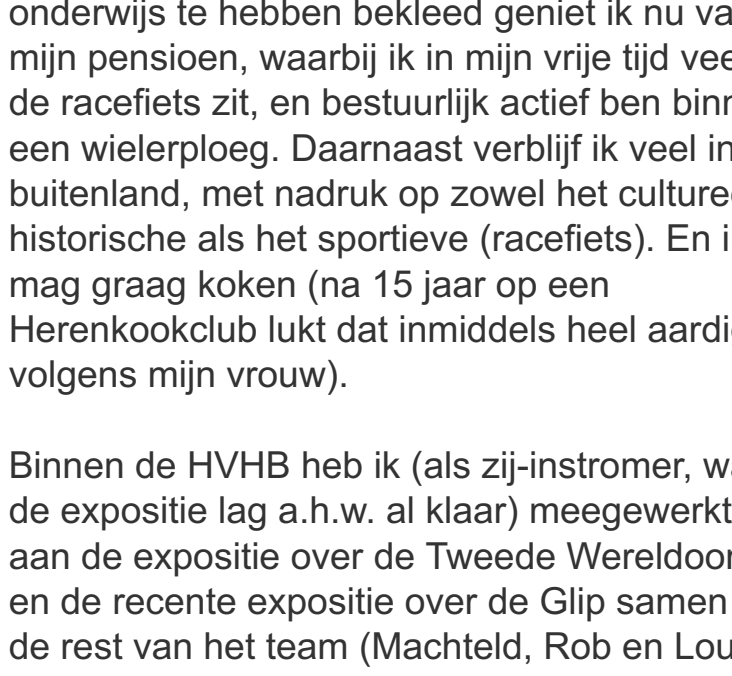 onderwijs te hebben bekleed geniet ik nu va
mijn pensioen, waarbij ik in mijn vrije tijd vee
de racefiets zit, en bestuurlijk actief ben binn
een wielerploeg. Daarnaast verblijf ik veel in
buitenland, met nadruk op zowel het culturee
historische als het sportieve (racefiets). En i
mag graag koken (na 15 jaar op een
Herenkookclub lukt dat inmiddels heel aardi
volgens mijn vrouw).

Binnen de HVHB heb ik (als zij-instromer, wa
de expositie lag a.h.w. al klaar) meegewerkt
aan de expositie over de Tweede Wereldoor
en de recente expositie over de Glip samen
de rest van het team (Machteld, Rob en Lou